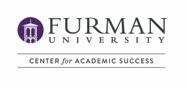 FURMAN
UNIVERSITY
CENTER for ACADEMIC SUCCESS